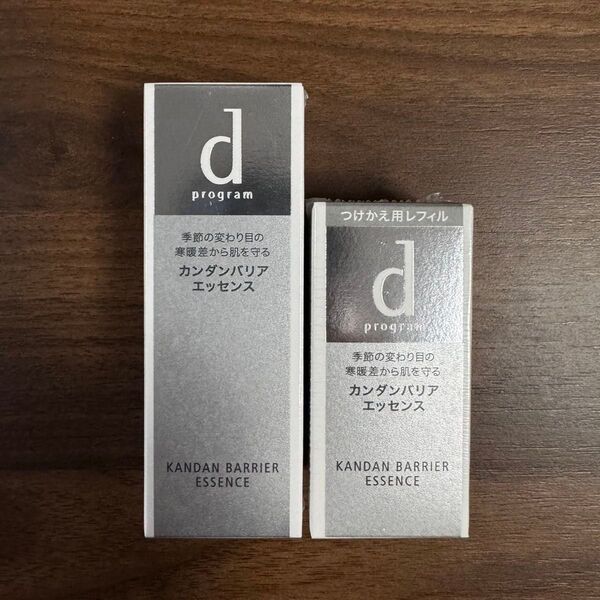 d
program
季節の変わり目の
寒暖差から肌を守る
カンダンバリア
エッセンス
KANDAN BARRIER
ESSENCE
つけかえ用レフィル
d
program
季節の変わり目の
寒暖差から肌を守る
カンダンバリア
エッセンス
KANDAN BARRIER
ESSENCE